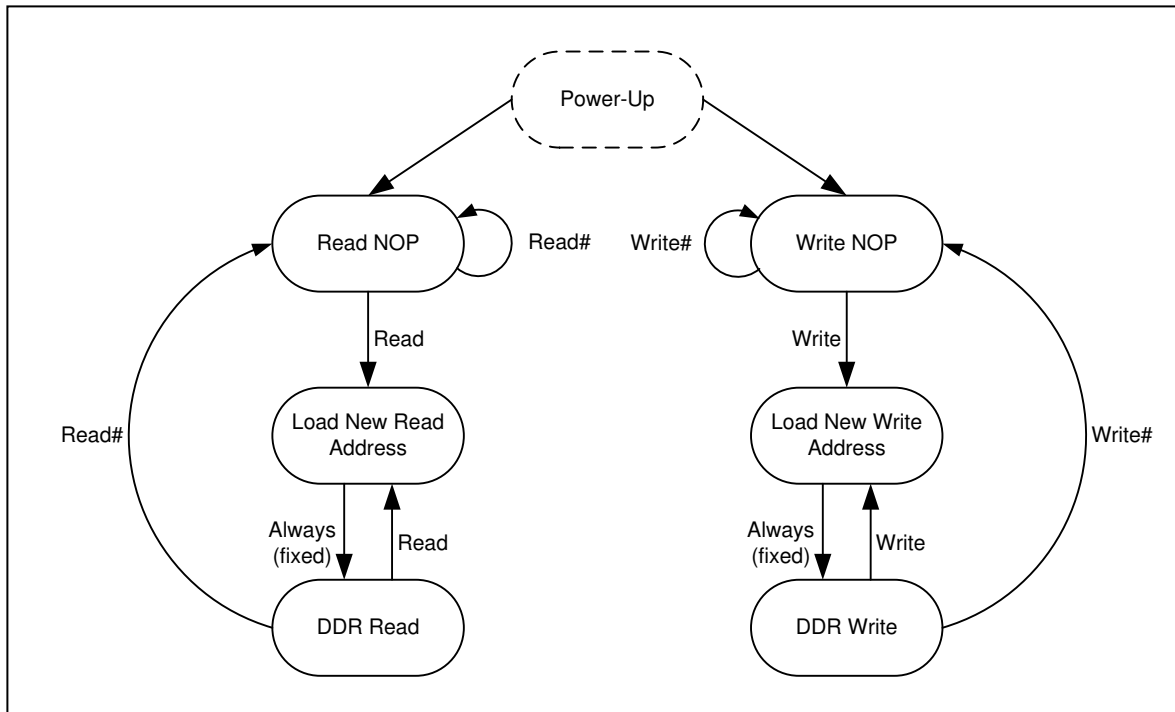 Power-Up
Read NOP
Read#
Write#
Write NOP
Read
Write
Load New Read
Address
Load New Write
Address
Read#
Write#
Always
(fixed)
Read
Always
(fixed)
Write
DDR Read
DDR Write